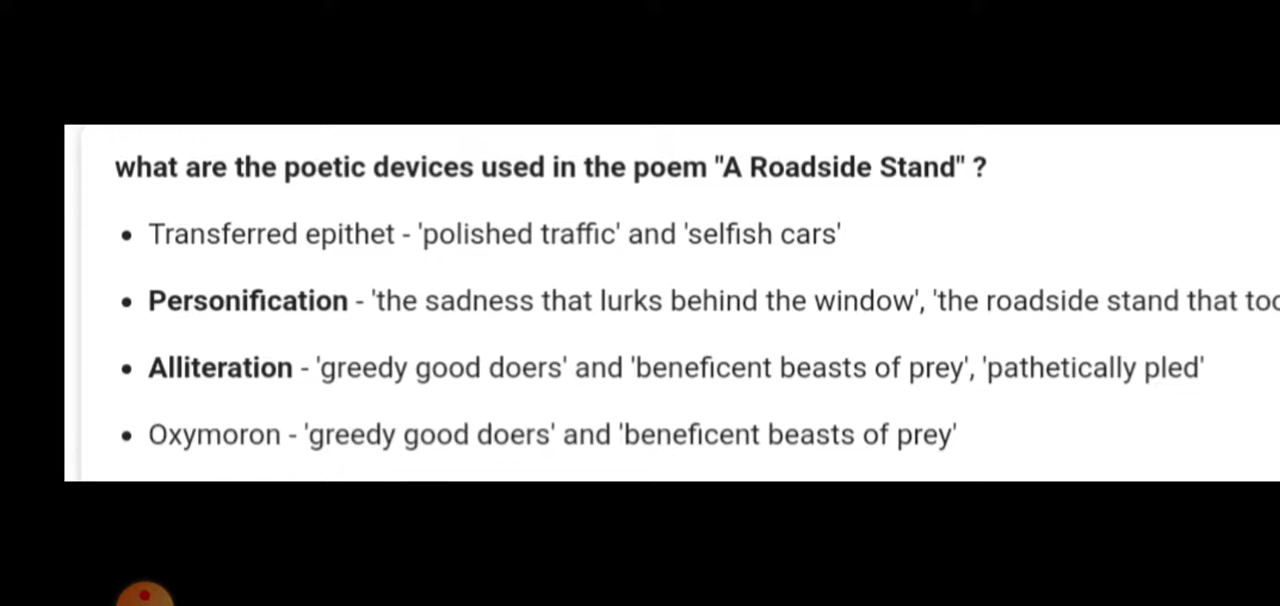 what are the poetic devices used in the poem "A Roadside Stand" ?
• Transferred epithet - 'polished traffic' and 'selfish cars'
• Personification - 'the sadness that lurks behind the window', 'the roadside stand that
• Alliteration - 'greedy good doers' and 'beneficent beasts of prey', 'pathetically pled'
• Oxymoron - 'greedy good doers' and 'beneficent beasts of prey'